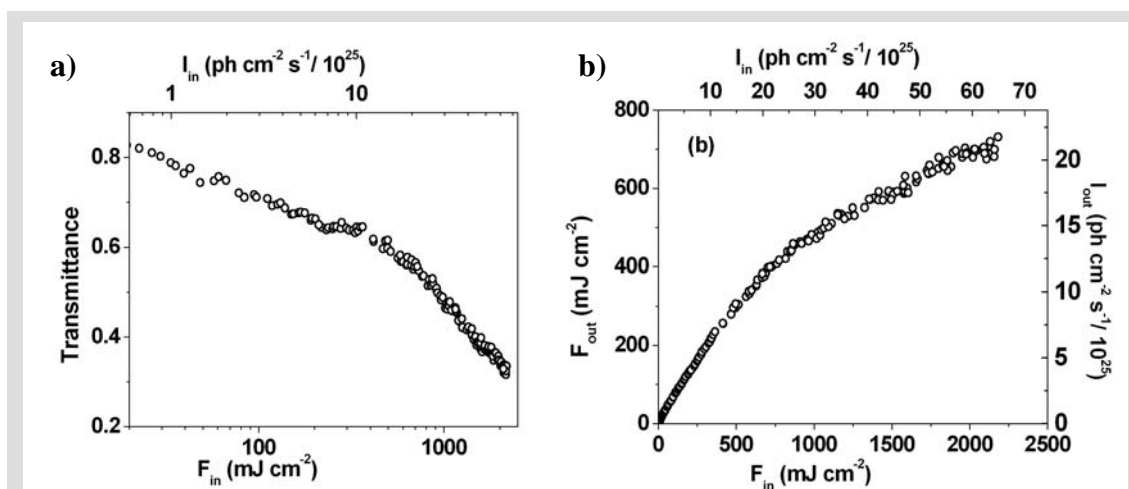 a)
I_in (ph cm^-2 s^-1/ 10^25)
1 10
0.8
0.6
0.4
0.2
Transmittance
100 1000
F_in (mJ cm^-2)
b)
I_in (ph cm^-2 s^-1/ 10^25)
0 10 20 30 40 50 60 70
(b)
800
600
400
200
0
F_out (mJ cm^-2)
20
15
10
5
0
I_out (ph cm^-2 s^-1/ 10^25)
0 500 1000 1500 2000 2500
F_in (mJ cm^-2)